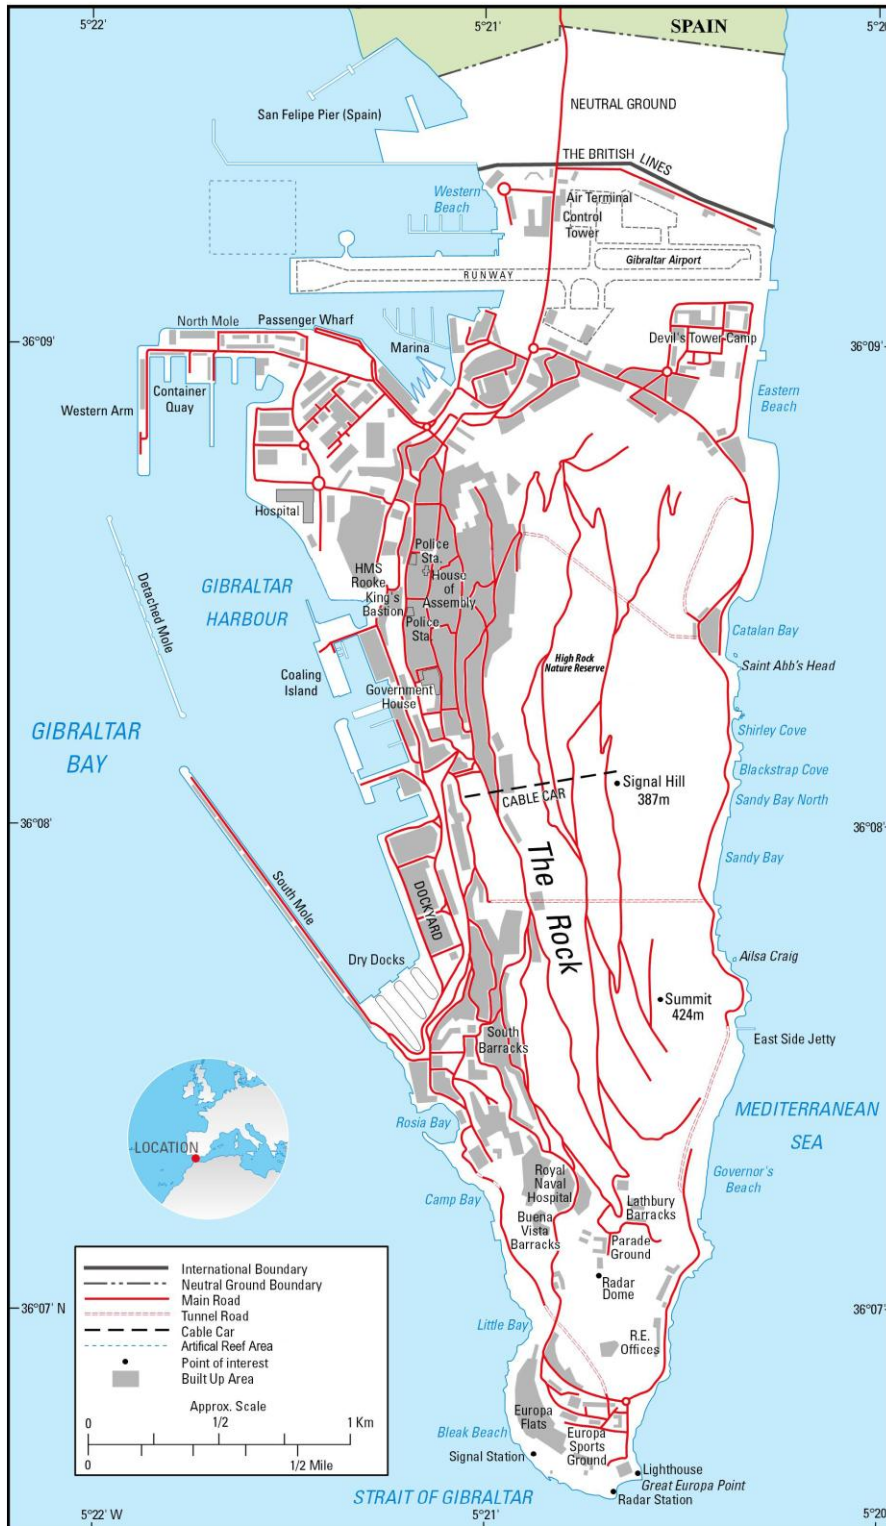 5°22'
5°21'
5°20
SPAIN
San Felipe Pier (Spain)
NEUTRAL GROUND
THE BRITISH LINES
Western
Beach
Air Terminal
Control
Tower
Gibraltar Airport
RUNWAY
North Mole
Passenger Wharf
36°09'
Marina
Devil's Tower Camp
36°09'
Western Arm
Container
Quay
Eastern
Beach
Hospital
Detached Mole
GIBRALTAR
HARBOUR
HMS
Rooke
King's
Bastion
Police
Sta.
House
of
Assembly
Police
Sta.
Catalan Bay
Saint Abb's Head
High Rock
Nature Reserve
Coaling
Island
Government
House
GIBRALTAR
BAY
Shirley Cove
Blackstrap Cove
Signal Hill
387m
Sandy Bay North
CABLE CAR
36°08'
36°08'
The Rock
Sandy Bay
South Mole
DOCKYARD
Dry Docks
Ailsa Craig
Summit
424m
South
Barracks
East Side Jetty
Rosia Bay
MEDITERRANEAN
SEA
LOCATION
Camp Bay
Royal
Naval
Hospital
Governor's
Beach
Lathbury
Barracks
Buena
Vista
Barracks
Parade
Ground
Radar
Dome
36°07' N
36°07'
Little Bay
R.E.
Offices
International Boundary
Neutral Ground Boundary
Main Road
Tunnel Road
Cable Car
Artifical Reef Area
Point of interest
Built Up Area
Approx. Scale
0 1/2 1 Km
0 1/2 Mile
Europa
Flats
Bleak Beach
Europa
Sports
Ground
Signal Station
Lighthouse
Great Europa Point
Radar Station
STRAIT OF GIBRALTAR
5°22' W
5°21'
5°20